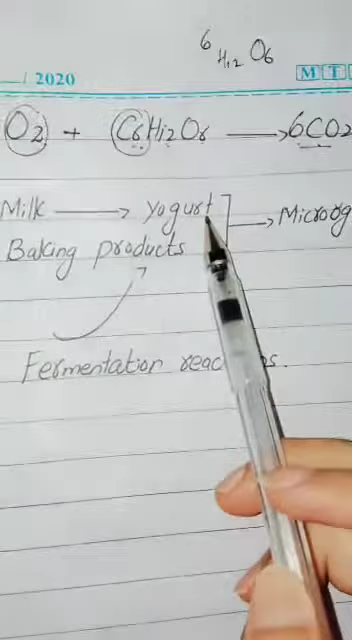 6 H12 O6
2020 M T
O2 + C6H12O6 → 6CO2
Milk → Yogurt → Microog
Baking products
Fermentation reac s.